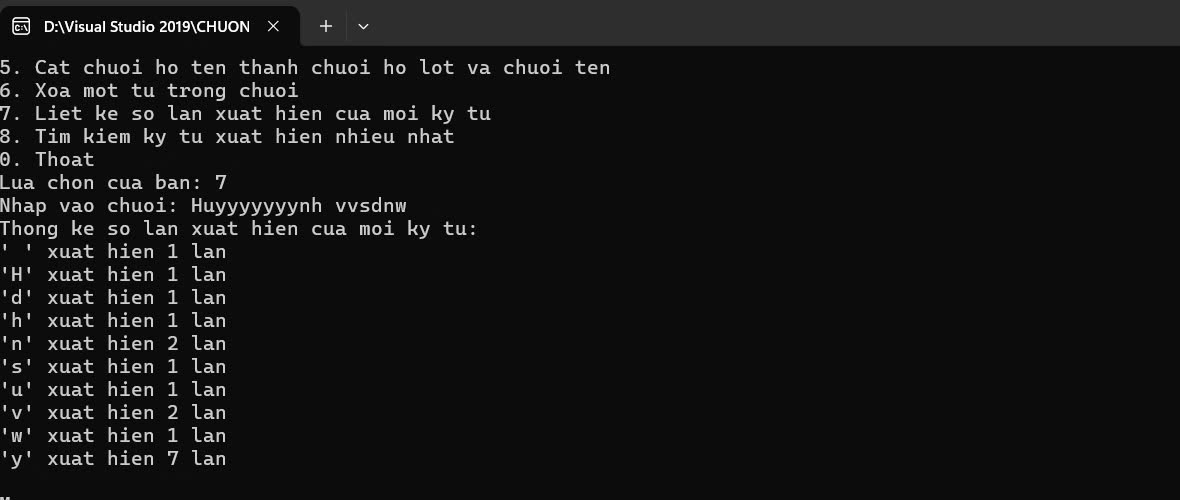 D:\Visual Studio 2019\CHUON
5. Cat chuoi ho ten thanh chuoi ho lot va chuoi ten
6. Xoa mot tu trong chuoi
7. Liet ke so lan xuat hien cua moi ky tu
8. Tim kiem ky tu xuat hien nhieu nhat
0. Thoat
Lua chon cua ban: 7
Nhap vao chuoi: Huyyyyyyynh vvsdnw
Thong ke so lan xuat hien cua moi ky tu:
' ' xuat hien 1 lan
'H' xuat hien 1 lan
'd' xuat hien 1 lan
'h' xuat hien 1 lan
'n' xuat hien 2 lan
's' xuat hien 1 lan
'u' xuat hien 1 lan
'v' xuat hien 2 lan
'w' xuat hien 1 lan
'y' xuat hien 7 lan